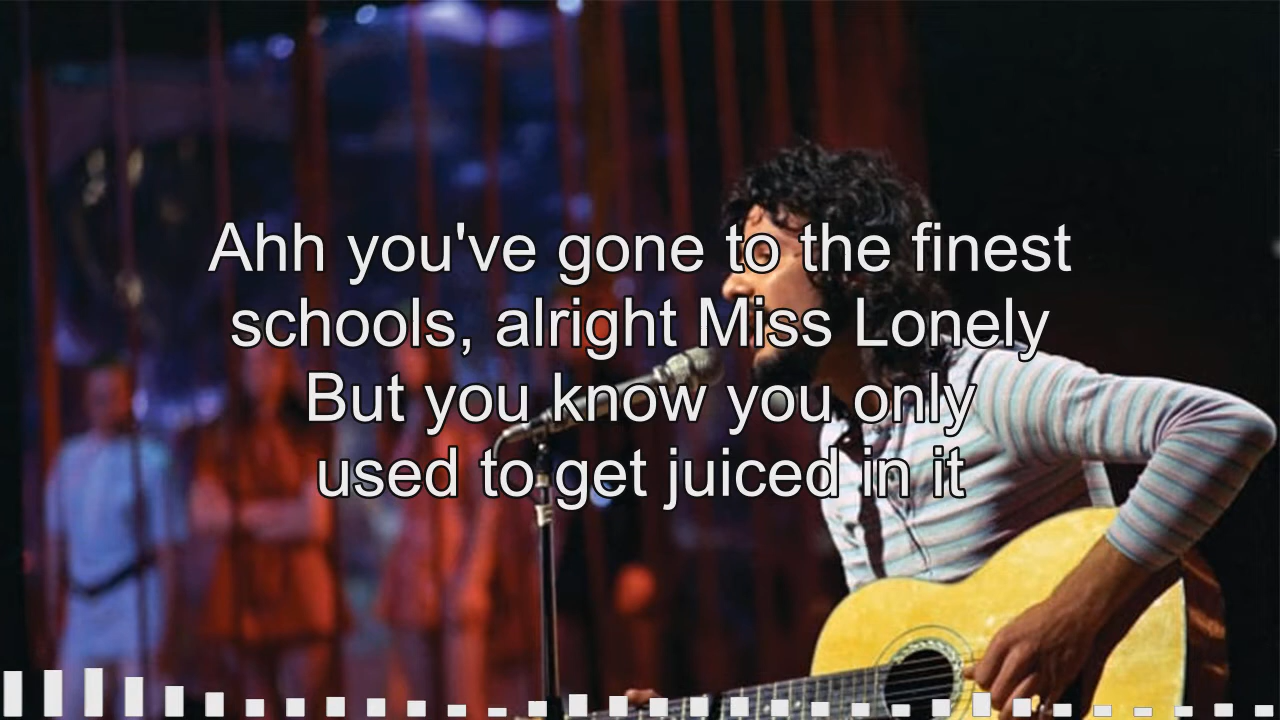 Ahh you've gone to the finest
schools, alright Miss Lonely
But you know you only
used to get juiced in it